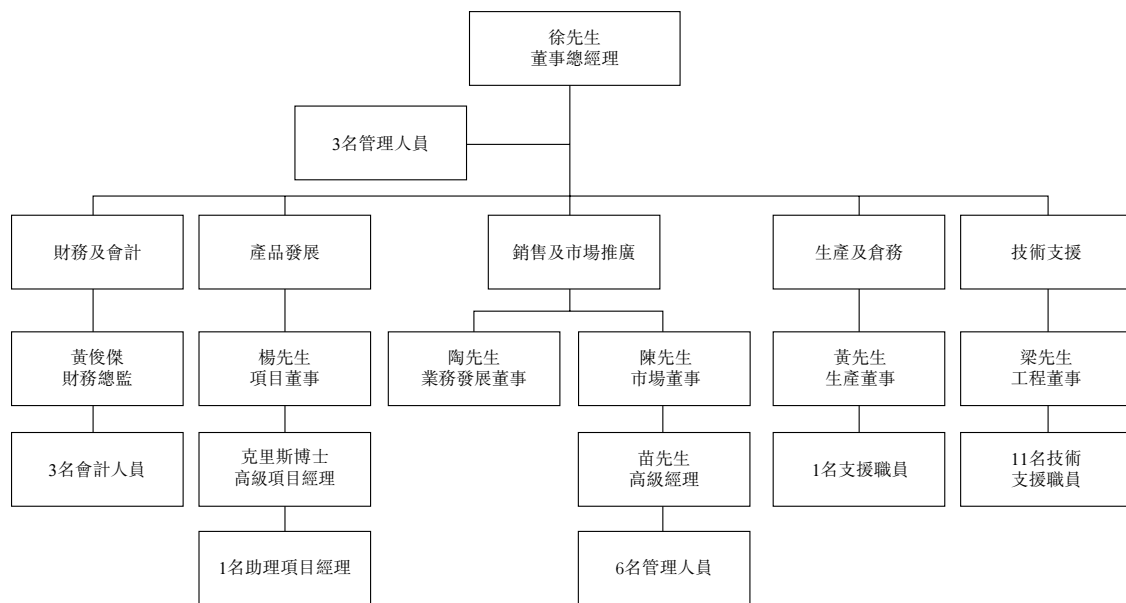 徐先生
董事總經理
3名管理人員
財務及會計
產品發展
銷售及市場推廣
生產及倉務
技術支援
黃俊傑
財務總監
楊先生
項目董事
陶先生
業務發展董事
陳先生
市場董事
黃先生
生產董事
梁先生
工程董事
3名會計人員
克里斯博士
高級項目經理
苗先生
高級經理
1名支援職員
11名技術
支援職員
1名助理項目經理
6名管理人員